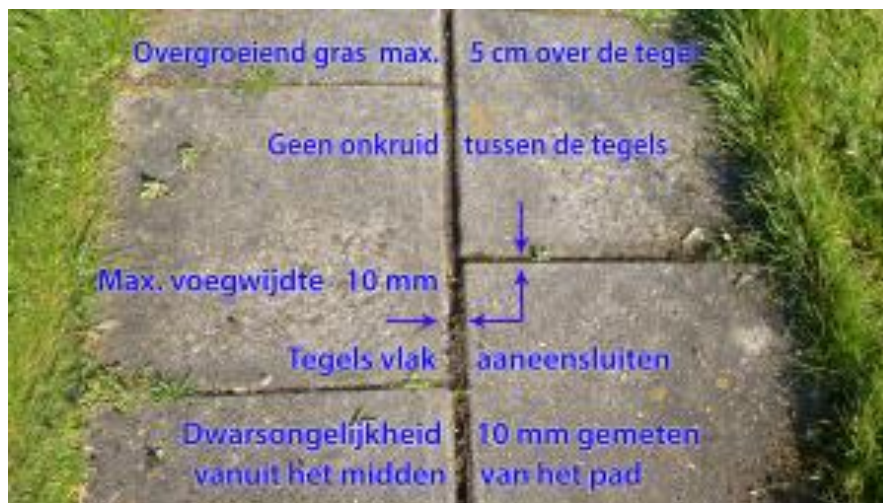 Overgroeiend gras max. 5 cm over de tegel
Geen onkruid tussen de tegels
Max. voegwijdte 10 mm
Tegels vlak aaneensluiten
Dwarsongelijkheid 10 mm gemeten
vanuit het midden van het pad